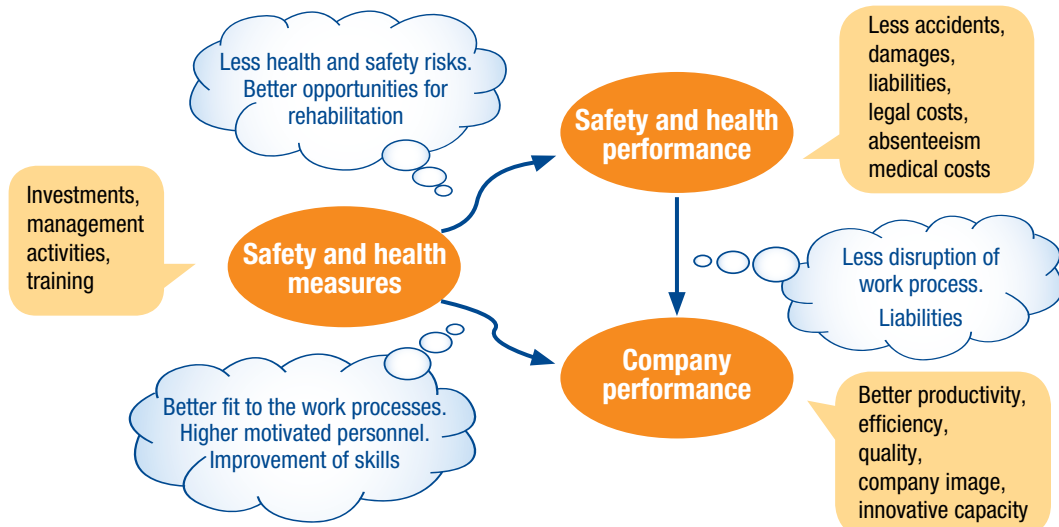 Less health and safety risks.
Better opportunities for
rehabilitation
Safety and health
performance
Less accidents,
damages,
liabilities,
legal costs,
absenteeism
medical costs
Investments,
management
activities,
training
Safety and health
measures
Less disruption of
work process.
Liabilities
Better fit to the work processes.
Higher motivated personnel.
Improvement of skills
Company
performance
Better productivity,
efficiency,
quality,
company image,
innovative capacity